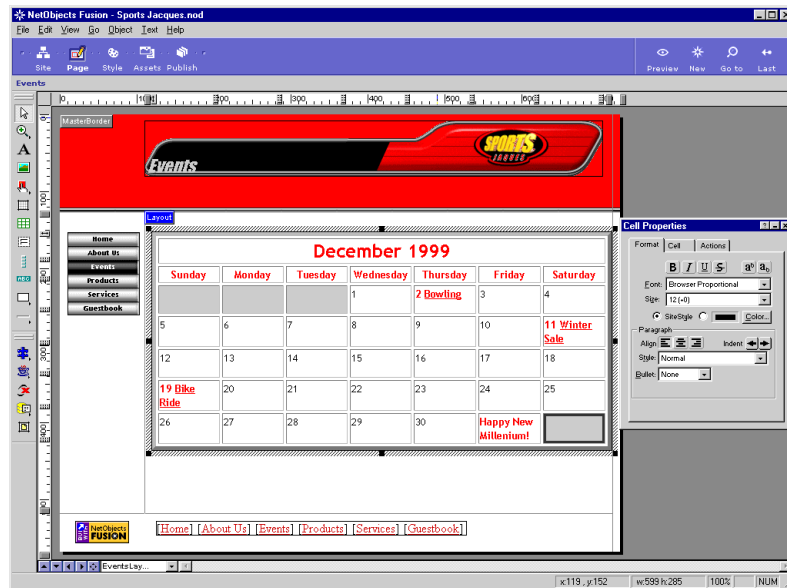 NetObjects Fusion - Sports Jacques.nod
File Edit View Go Object Text Help
Site Page Style Assets Publish Preview New Go to Last
Events
MasterBorder
Events
SPORTS
JAQUES
Layout
Home
About Us
Events
Products
Services
Guestbook
December 1999
Sunday Monday Tuesday Wednesday Thursday Friday Saturday
1 2 Bowling 3 4
5 6 7 8 9 10 11 Winter
Sale
12 13 14 15 16 17 18
19 Bike
Ride
20 21 22 23 24 25
26 27 28 29 30 Happy New
Millenium!
Cell Properties
Format Cell Actions
B I U S a b a b
Font: Browser Proportional
Size: 12 (+0)
SiteStyle Color...
Paragraph
Align Indent
Style: Normal
Bullet: None
NetObjects
FUSION
[Home] [About Us] [Events] [Products] [Services] [Guestbook]
EventsLay...
x:119 , y:152 w:599 h:285 100% NUM